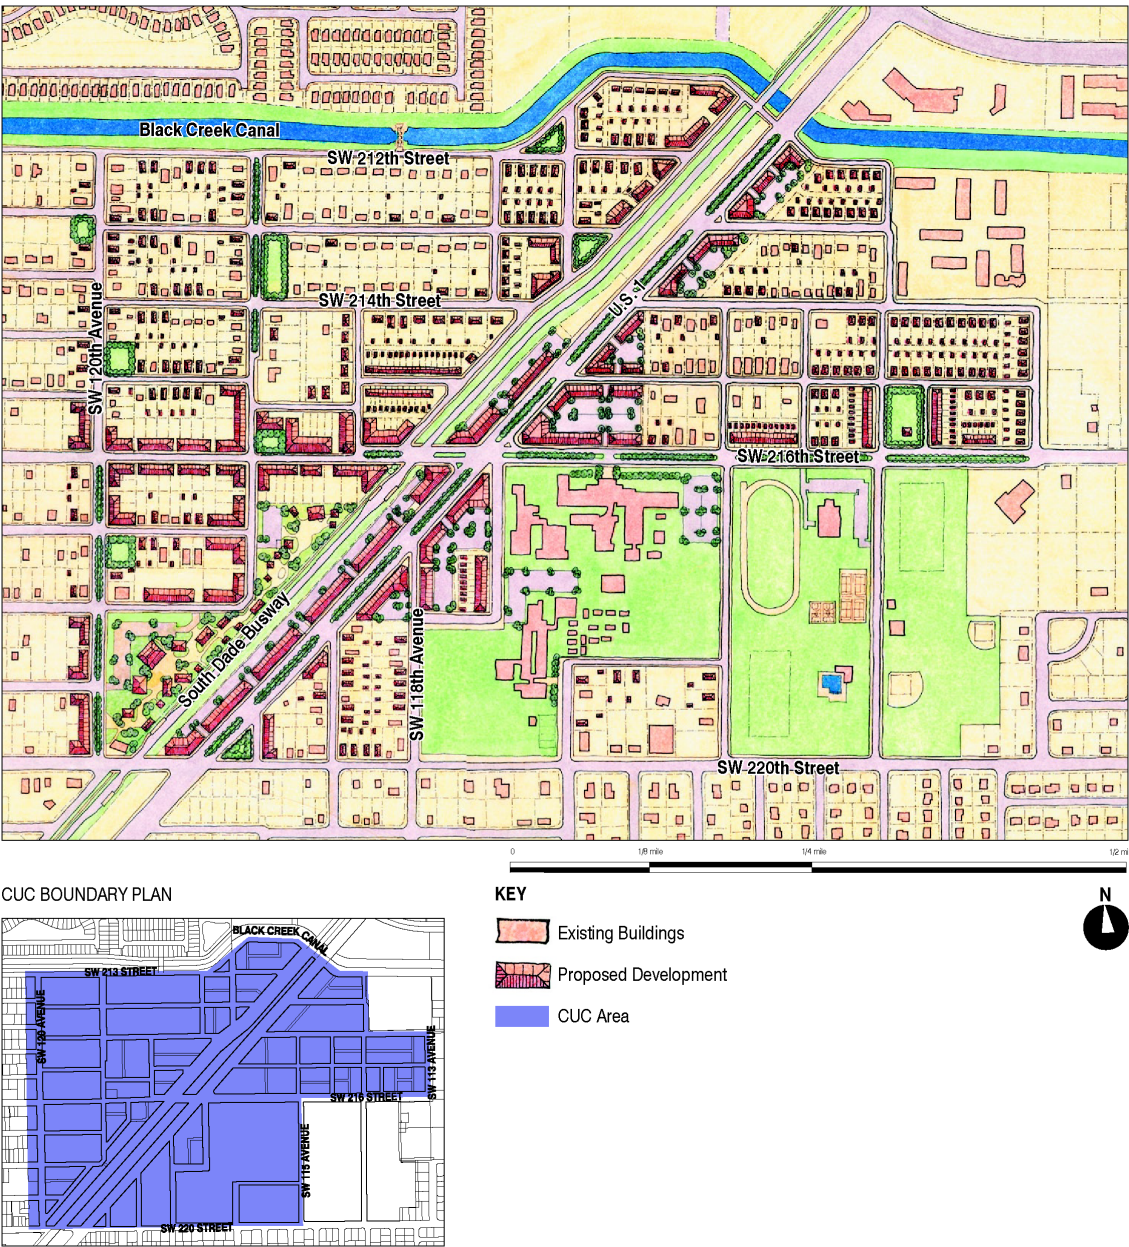 Black Creek Canal
SW 212th Street
SW 214th Street
SW 120th Avenue
U.S. 1
SW 216th Street
South Dade Busway
SW 118th Avenue
SW 220th Street
0 1/8 mile 1/4 mile 1/2 mi
CUC BOUNDARY PLAN
KEY
N
Existing Buildings
Proposed Development
CUC Area
BLACK CREEK CANAL
SW 213 STREET
SW 120 AVENUE
SW 113 AVENUE
SW 216 STREET
SW 115 AVENUE
SW 220 STREET